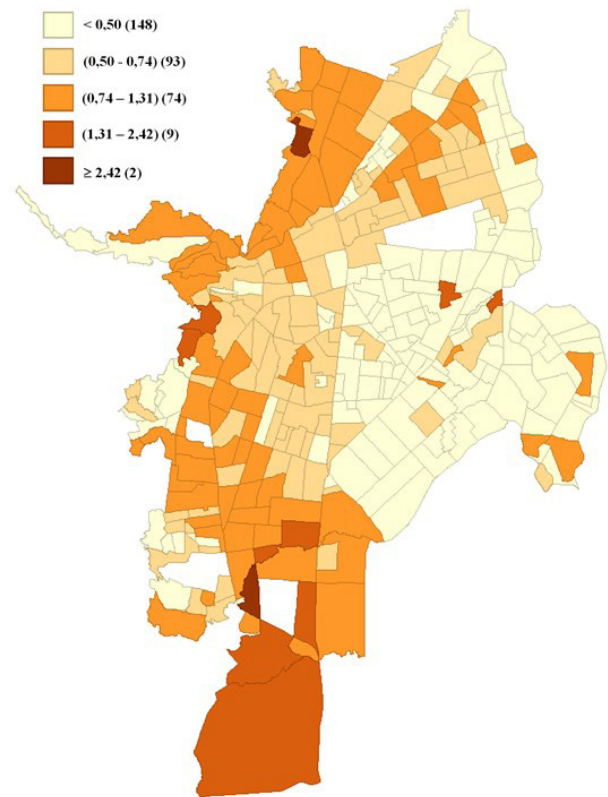 < 0,50 (148)
(0,50 - 0,74) (93)
(0,74 – 1,31) (74)
(1,31 – 2,42) (9)
≥ 2,42 (2)